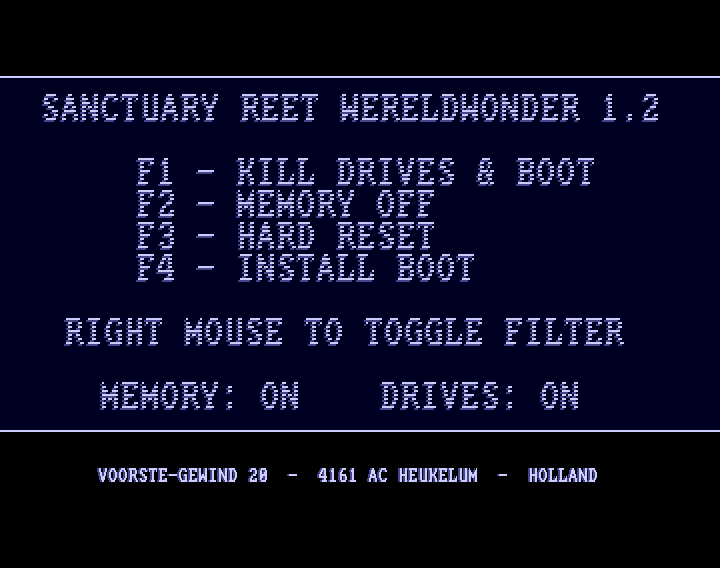 SANCTUARY REET WERELDWONDER 1.2
F1 - KILL DRIVES & BOOT
F2 - MEMORY OFF
F3 - HARD RESET
F4 - INSTALL BOOT
RIGHT MOUSE TO TOGGLE FILTER
MEMORY: ON DRIVES: ON
VOORSTE-GEWIND 20 - 4161 AC HEUKELUM - HOLLAND